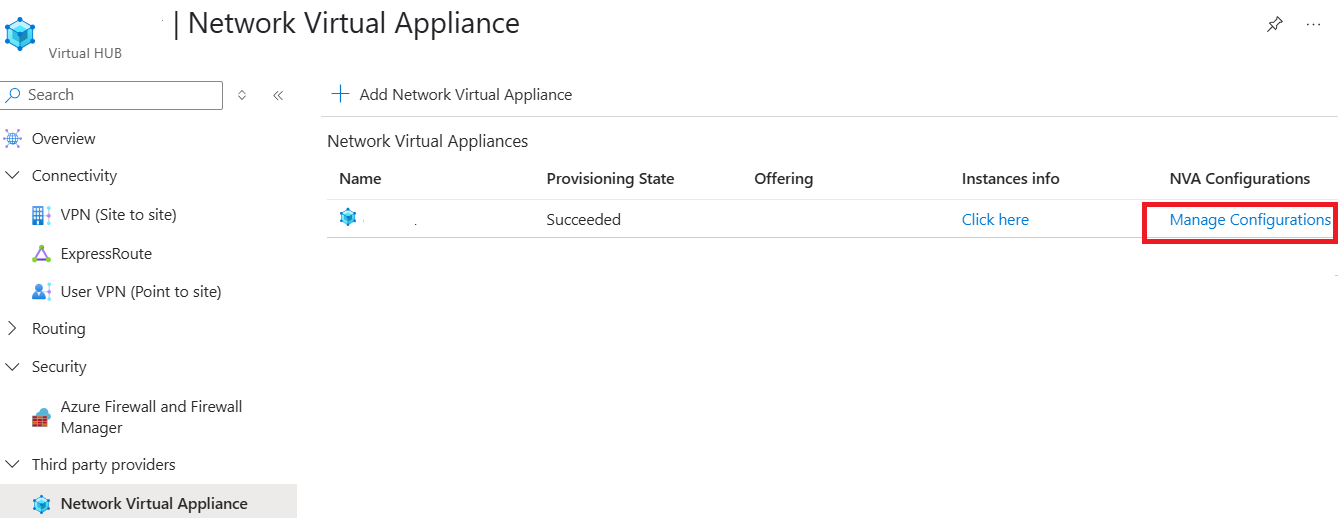 | Network Virtual Appliance
Virtual HUB
Search
Add Network Virtual Appliance
Overview
Connectivity
VPN (Site to site)
ExpressRoute
User VPN (Point to site)
Routing
Security
Azure Firewall and Firewall
Manager
Third party providers
Network Virtual Appliance
Network Virtual Appliances
Name Provisioning State Offering Instances info NVA Configurations
Succeeded Click here Manage Configurations